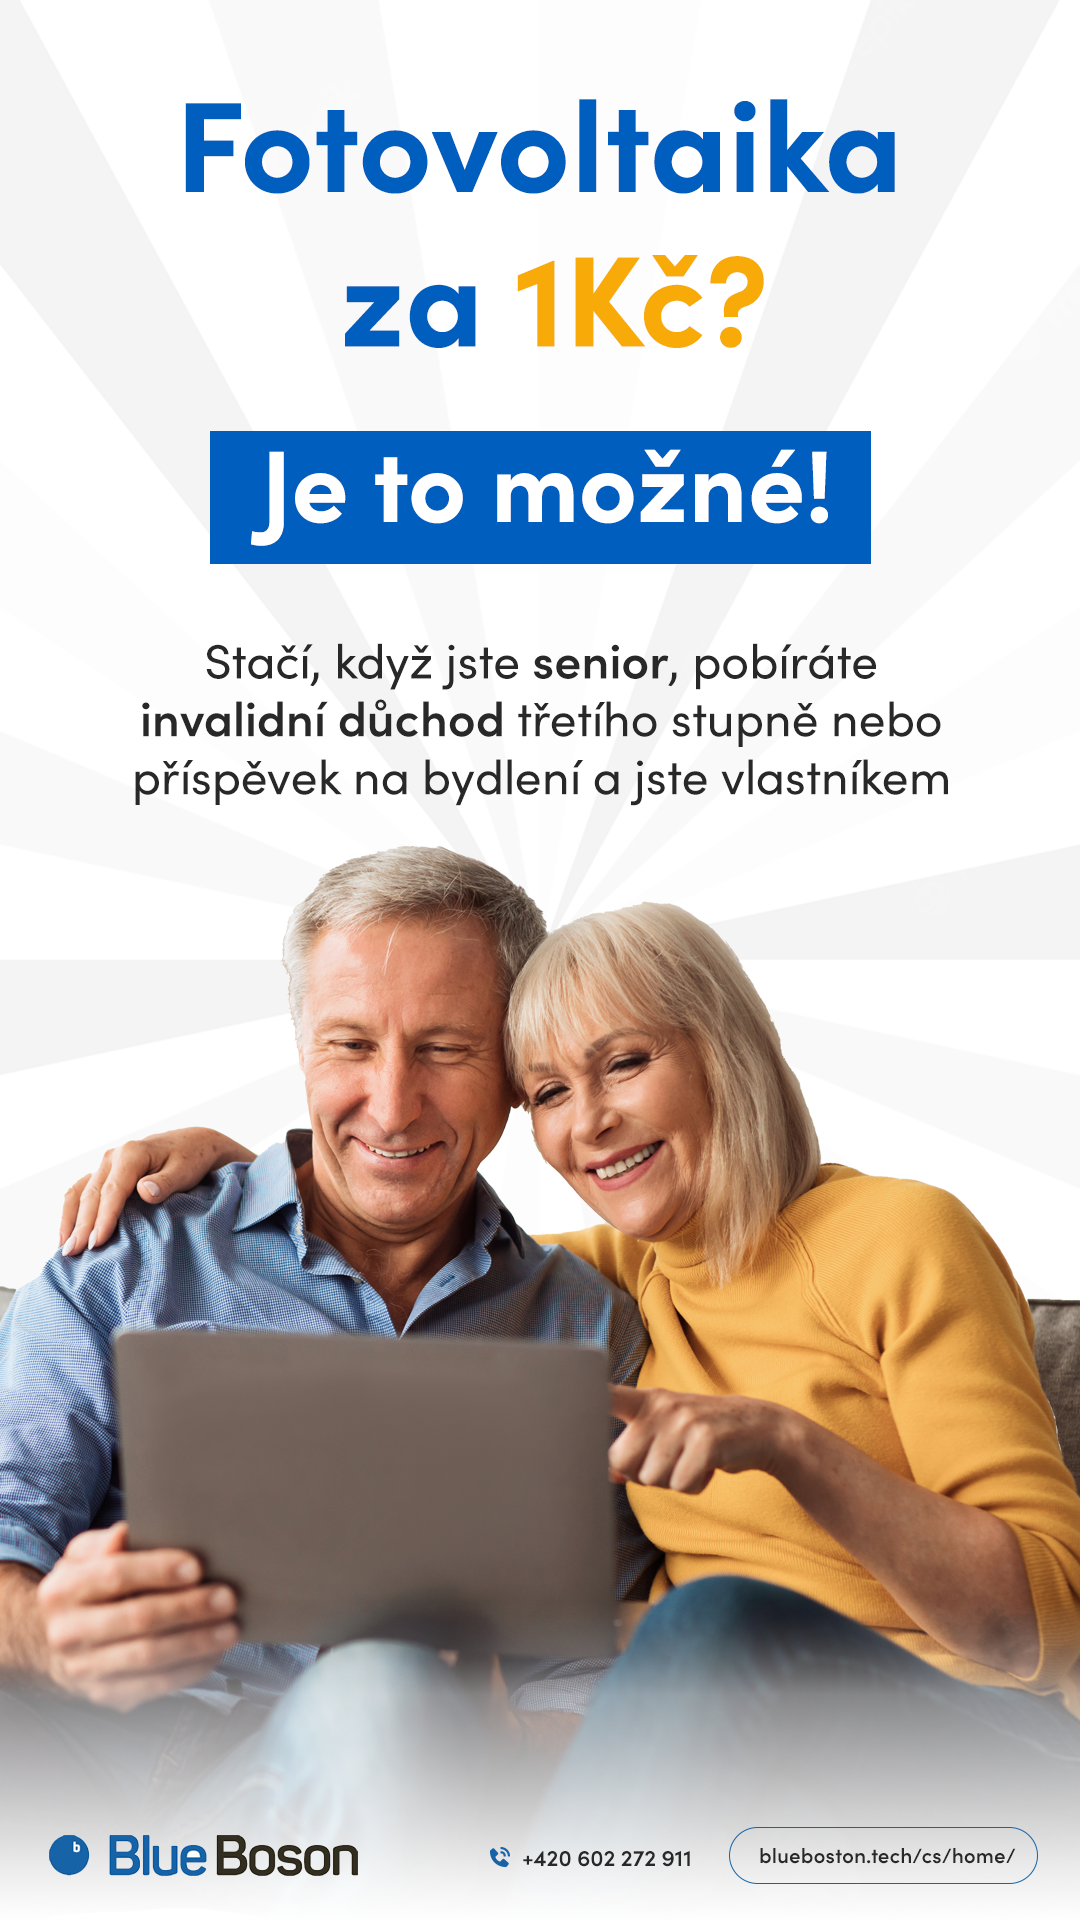 Fotovoltaika
za 1Kč?
Je to možné!
Stačí, když jste senior, pobíráte
invalidní důchod třetího stupně nebo
příspěvek na bydlení a jste vlastníkem
b Blue Boson
+420 602 272 911
blueboston.tech/cs/home/